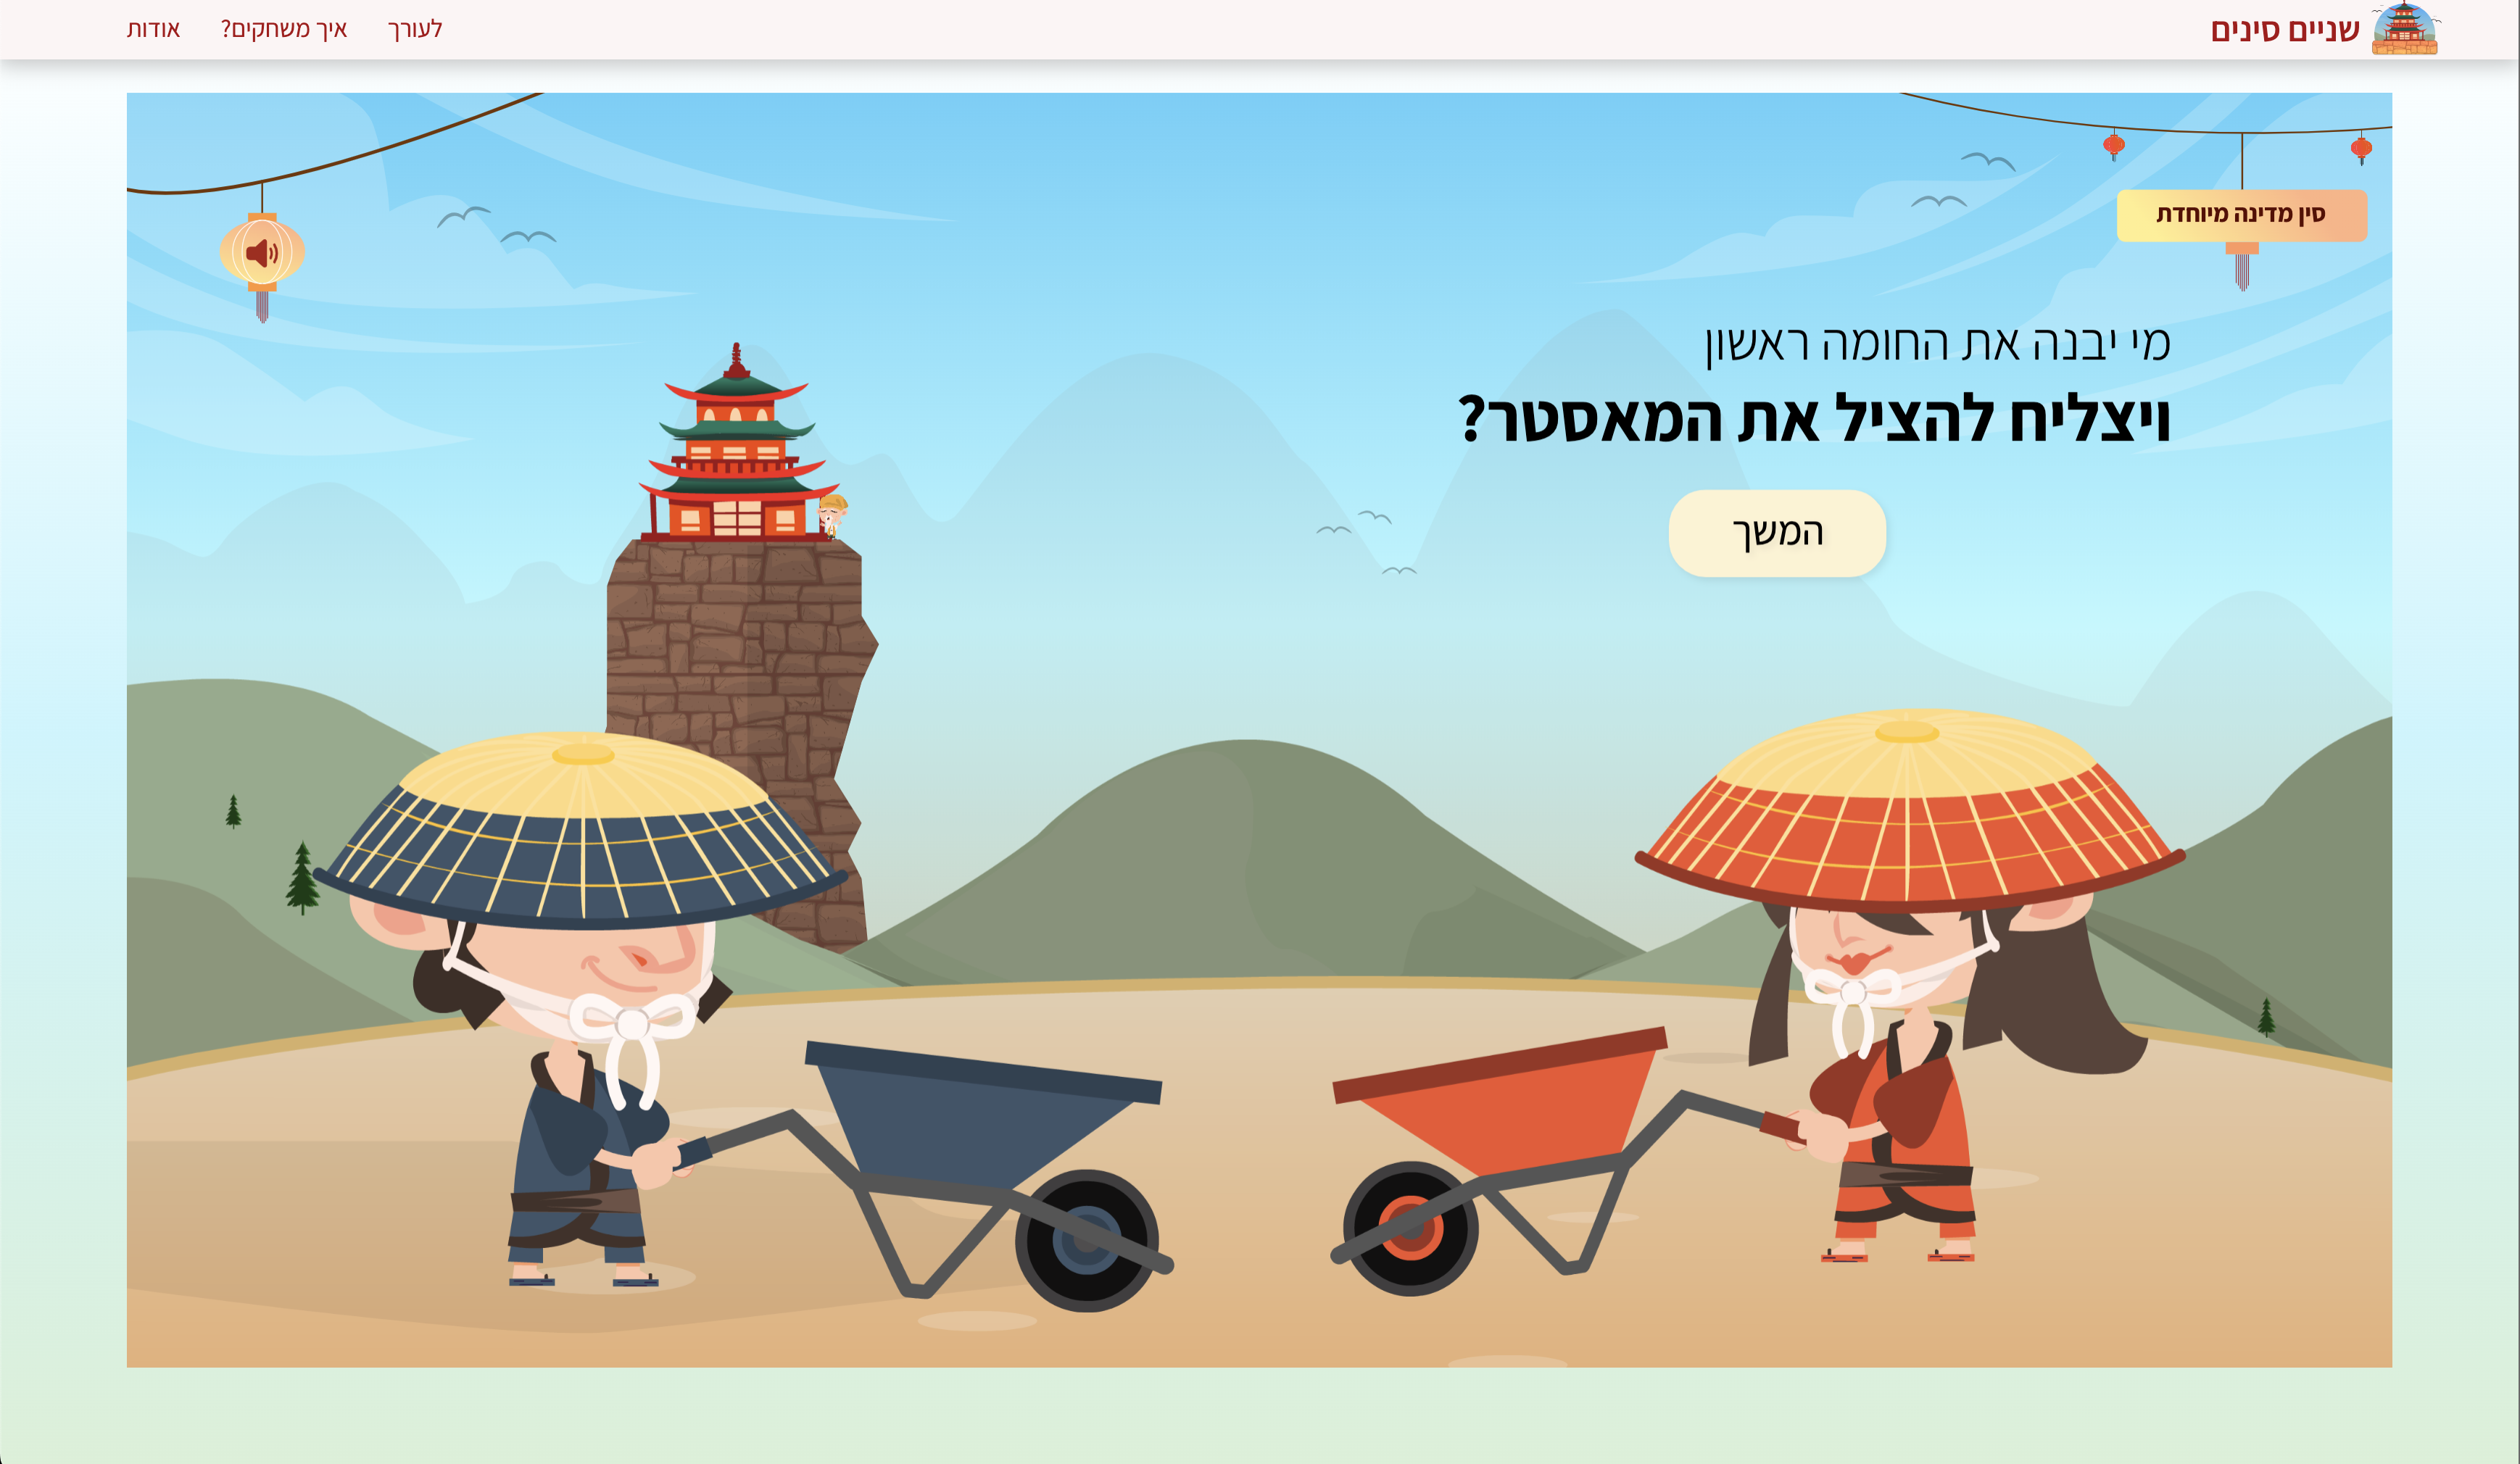 שניים סינים
לעורך
איך משחקים?
אודות
סין מדינה מיוחדת
מי יבנה את החומה ראשון
ויצליח להציל את המאסטר?
המשך